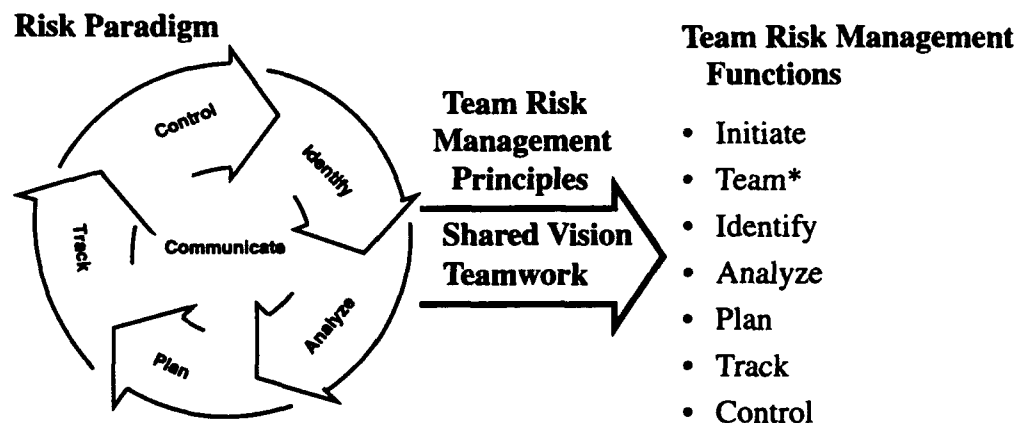 Risk Paradigm
Control
Identify
Analyze
Plan
Track
Communicate
Team Risk
Management
Principles
Shared Vision
Teamwork
Team Risk Management
Functions
• Initiate
• Team*
• Identify
• Analyze
• Plan
• Track
• Control